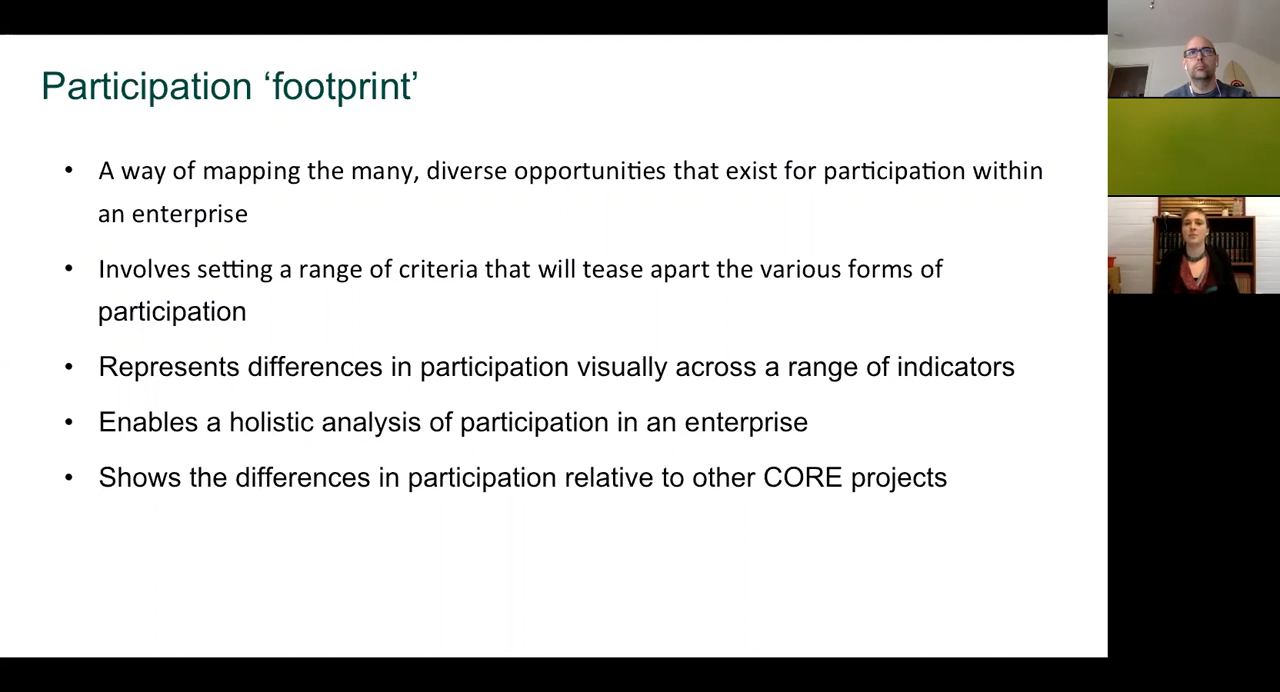 Participation ‘footprint’
• A way of mapping the many, diverse opportunities that exist for participation within
an enterprise
• Involves setting a range of criteria that will tease apart the various forms of
participation
• Represents differences in participation visually across a range of indicators
• Enables a holistic analysis of participation in an enterprise
• Shows the differences in participation relative to other CORE projects